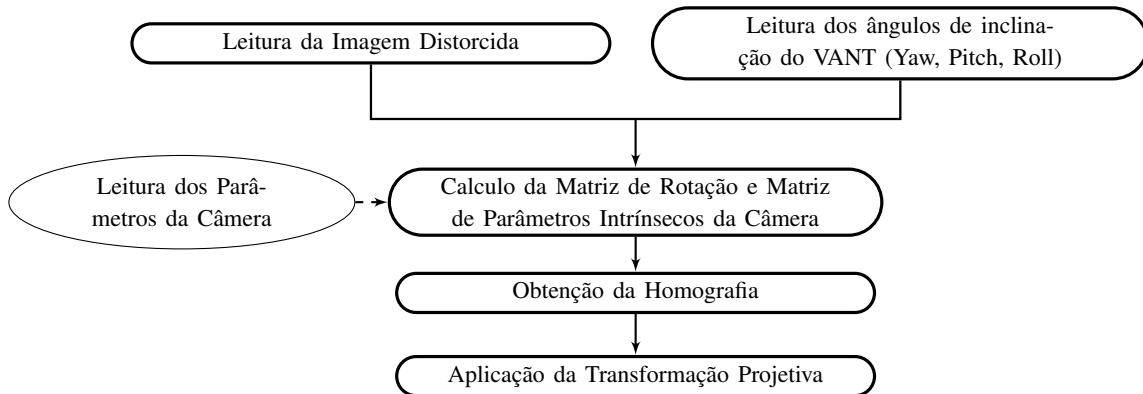 Leitura da Imagem Distorcida
Leitura dos ângulos de inclina-
ção do VANT (Yaw, Pitch, Roll)
Leitura dos Parâ-
metros da Câmera
Calculo da Matriz de Rotação e Matriz
de Parâmetros Intrínsecos da Câmera
Obtenção da Homografia
Aplicação da Transformação Projetiva